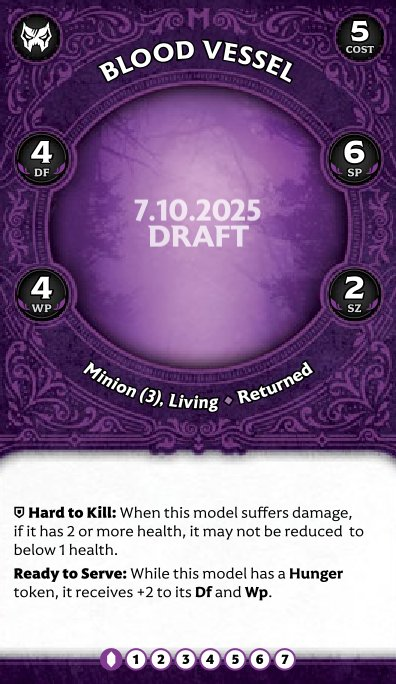 BLOOD VESSEL
5
COST
4
DF
6
SP
7.10.2025
DRAFT
4
WP
2
SZ
Minion (3), Living ◆ Returned
Hard to Kill: When this model suffers damage,
if it has 2 or more health, it may not be reduced to
below 1 health.
Ready to Serve: While this model has a Hunger
token, it receives +2 to its Df and Wp.
1 2 3 4 5 6 7